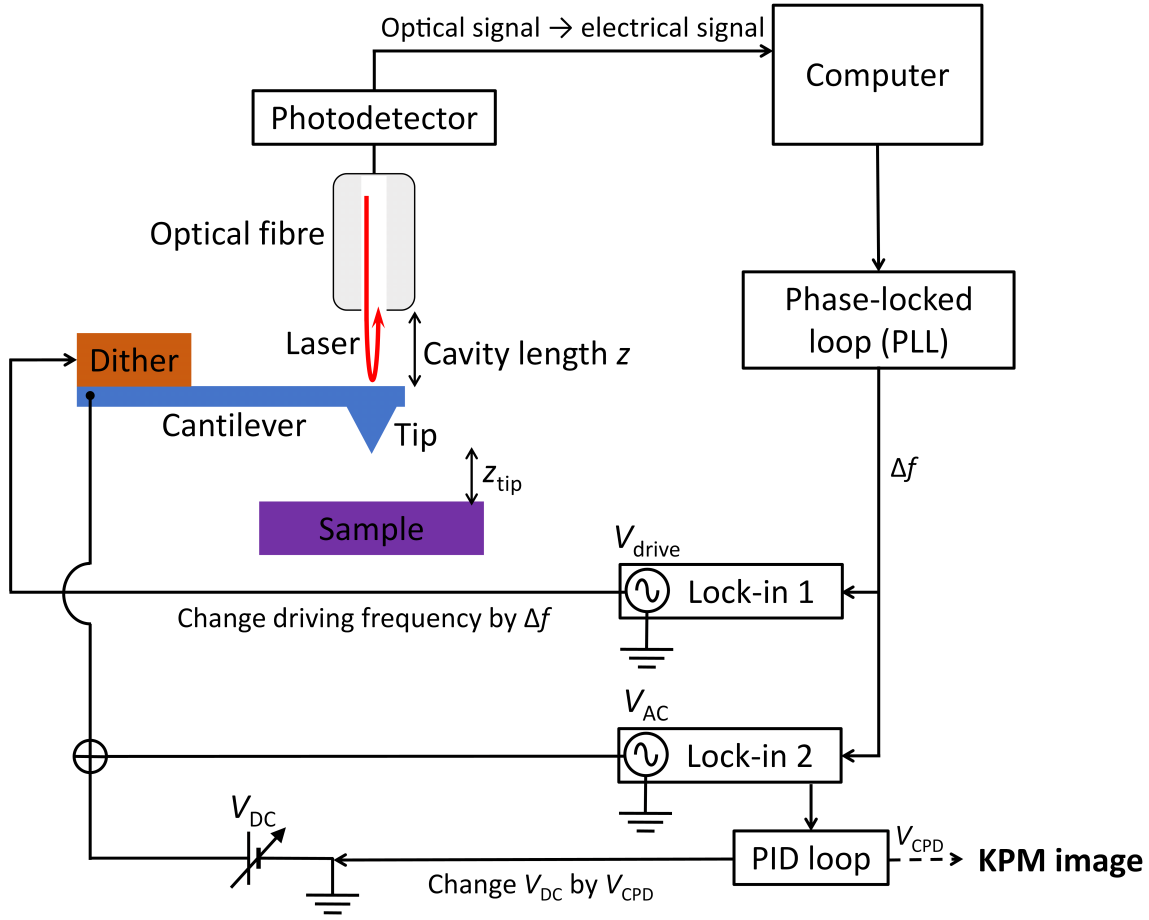 Optical signal → electrical signal
Computer
Photodetector
Optical fibre
Phase-locked
loop (PLL)
Laser
Cavity length z
Dither
Cantilever
Tip
z_tip
Δf
Sample
V_drive
Lock-in 1
Change driving frequency by Δf
V_AC
Lock-in 2
V_DC
V_CPD
PID loop
KPM image
Change V_DC by V_CPD